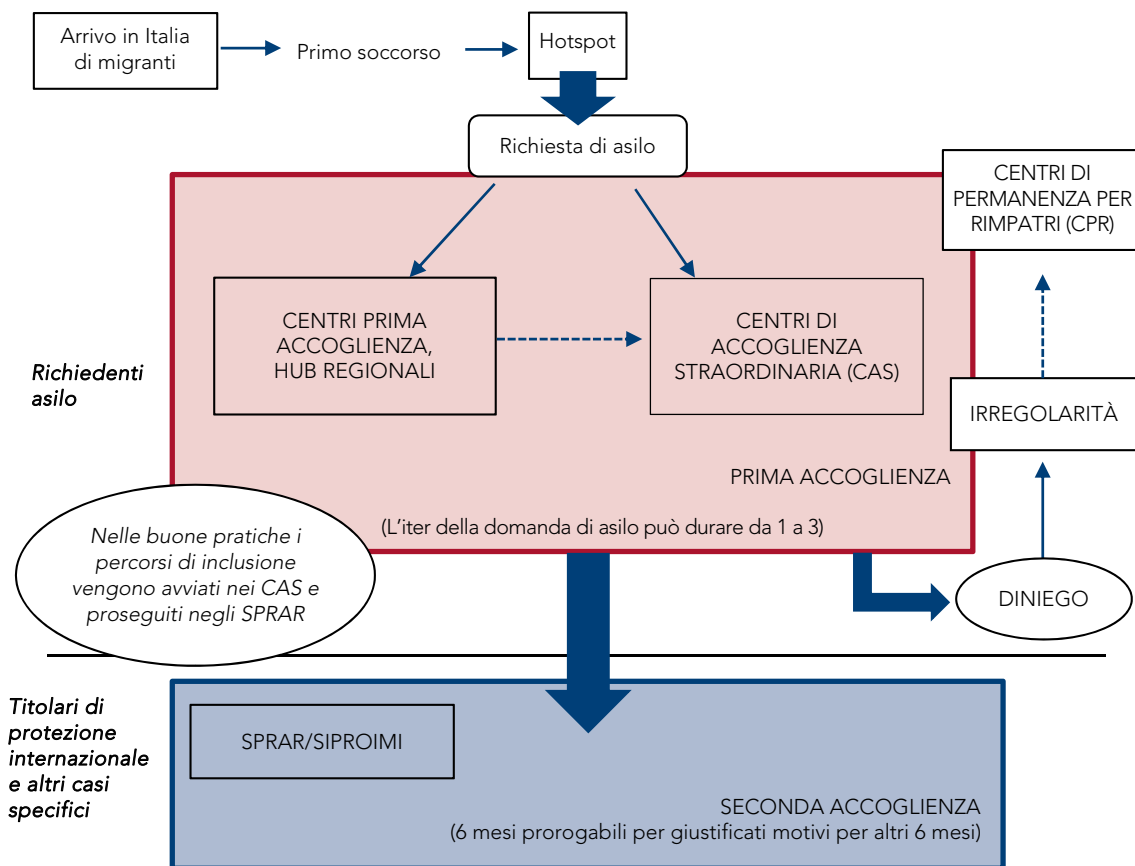 Arrivo in Italia
di migranti
Primo soccorso
Hotspot
Richiesta di asilo
CENTRI DI
PERMANENZA PER
RIMPATRI (CPR)
CENTRI PRIMA
ACCOGLIENZA,
HUB REGIONALI
CENTRI DI
ACCOGLIENZA
STRAORDINARIA (CAS)
Richiedenti
asilo
IRREGOLARITÀ
PRIMA ACCOGLIENZA
(L’iter della domanda di asilo può durare da 1 a 3)
Nelle buone pratiche i
percorsi di inclusione
vengono avviati nei CAS e
proseguiti negli SPRAR
DINIEGO
Titolari di
protezione
internazionale
e altri casi
specifici
SPRAR/SIPROIMI
SECONDA ACCOGLIENZA
(6 mesi prorogabili per giustificati motivi per altri 6 mesi)